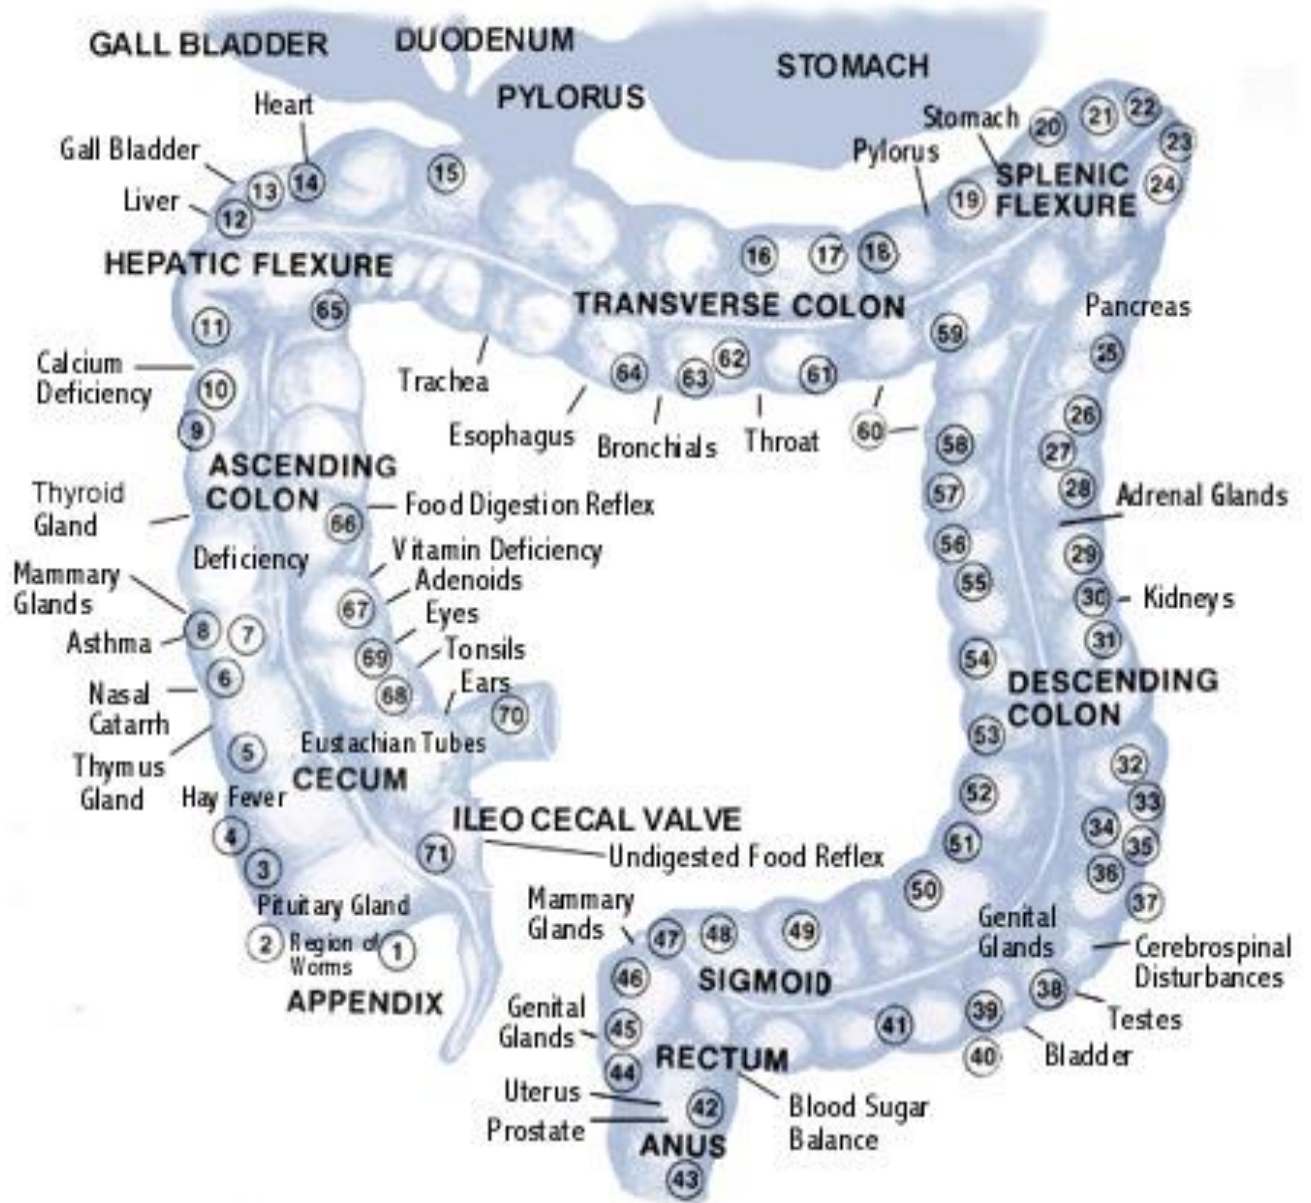 GALL BLADDER
DUODENUM
STOMACH
PYLORUS
Heart
Stomach
20
21
22
Gall Bladder
Pylorus
23
15
13
14
SPLENIC
FLEXURE
24
Liver
12
19
HEPATIC FLEXURE
16
17
18
65
TRANSVERSE COLON
Pancreas
11
59
25
Calcium
Deficiency
10
Trachea
64
63
62
61
9
Esophagus
Bronchials
Throat
60
26
58
27
ASCENDING
COLON
Thyroid
Gland
66
Food Digestion Reflex
57
28
Adrenal Glands
Deficiency
Vitamin Deficiency
56
29
Mammary
Glands
Adenoids
55
67
Eyes
30
Kidneys
8
7
Asthma
69
Tonsils
54
31
6
68
Ears
DESCENDING
COLON
Nasal
Catarrh
70
Eustachian Tubes
53
5
CECUM
32
Thymus
Gland
Hay Fever
52
33
4
ILEO CECAL VALVE
34
35
3
71
Undigested Food Reflex
51
36
Pituitary Gland
Mammary
Glands
50
37
2
Region of
Worms
1
47
48
49
Genital
Glands
Cerebrospinal
Disturbances
APPENDIX
46
SIGMOID
38
Testes
Genital
Glands
45
41
39
40
Bladder
44
RECTUM
Uterus
42
Blood Sugar
Balance
Prostate
ANUS
43